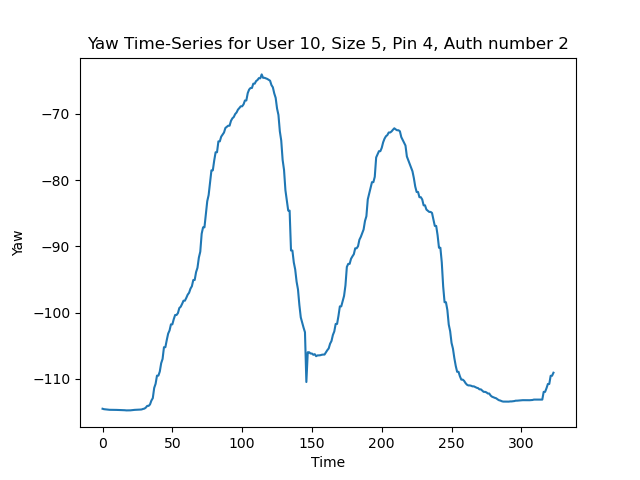 Yaw Time-Series for User 10, Size 5, Pin 4, Auth number 2
Yaw
−70
−80
−90
−100
−110
0 50 100 150 200 250 300
Time